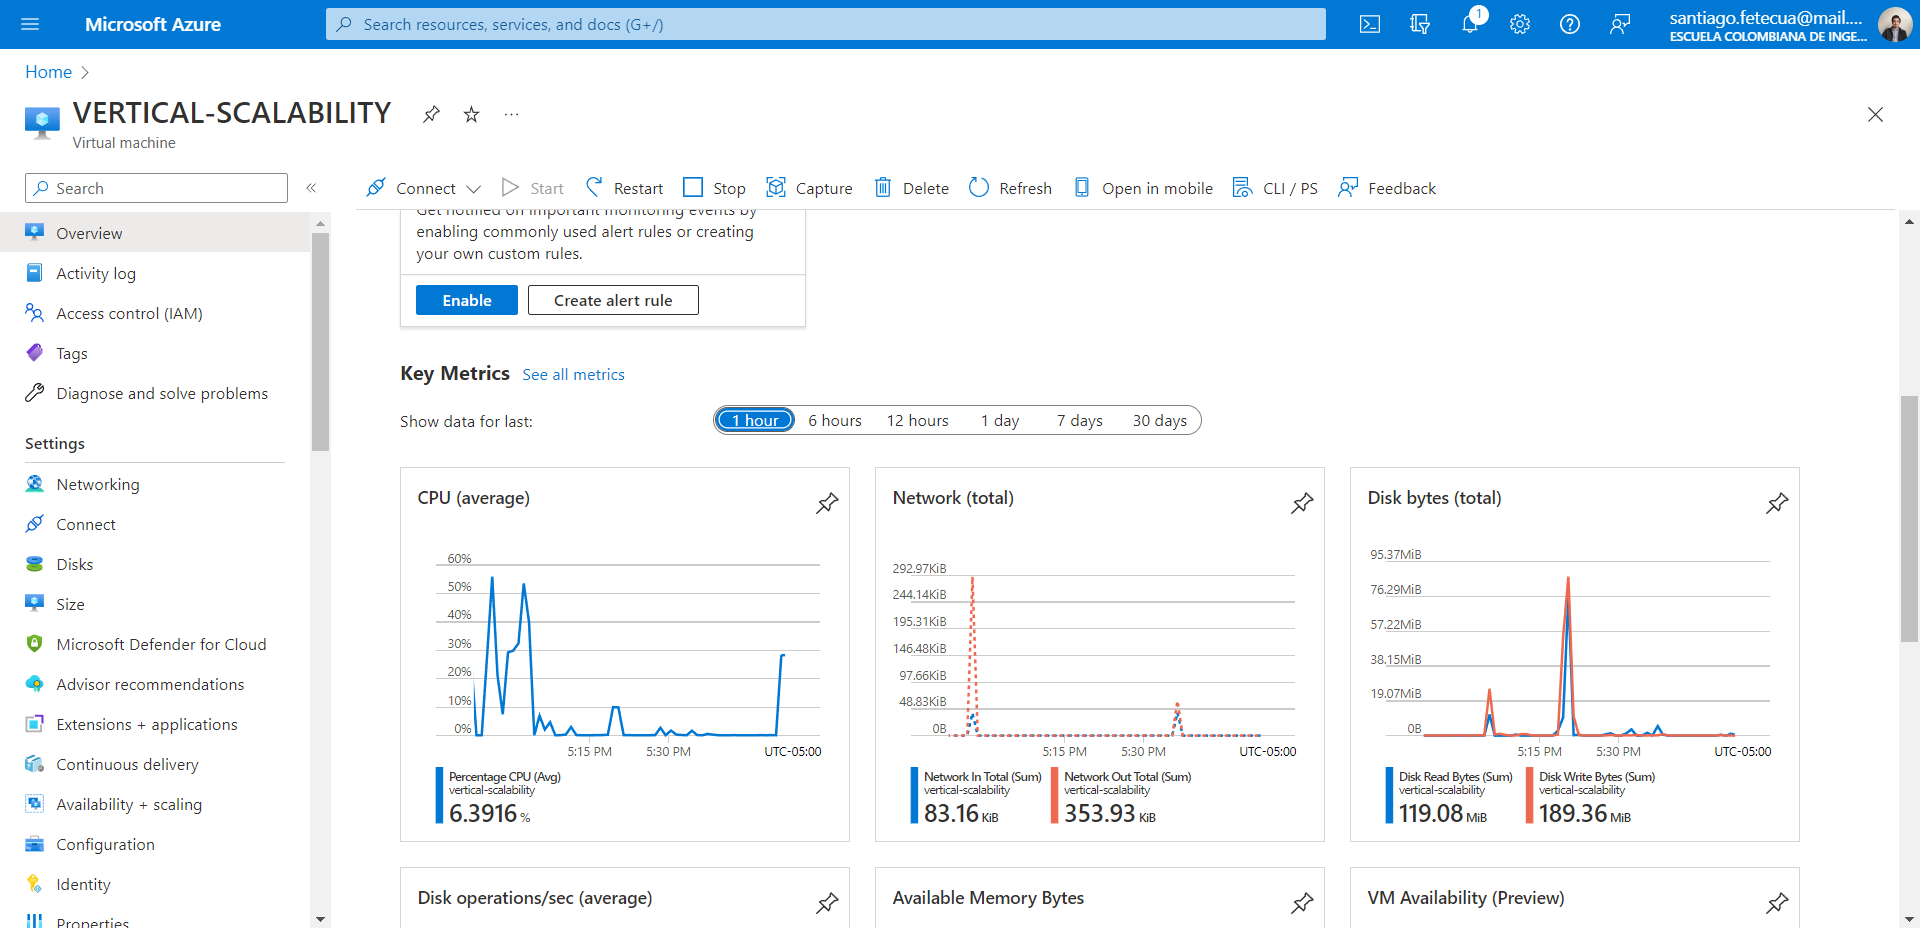 Microsoft Azure
Search resources, services, and docs (G+/)
1
santiago.fetecua@mail....
ESCUELA COLOMBIANA DE INGE...
Home
VERTICAL-SCALABILITY
...
Virtual machine
Search
«
Connect
Start
Restart
Stop
Capture
Delete
Refresh
Open in mobile
CLI / PS
Feedback
Overview
Activity log
Access control (IAM)
Tags
Diagnose and solve problems
Settings
Networking
Connect
Disks
Size
Microsoft Defender for Cloud
Advisor recommendations
Extensions + applications
Continuous delivery
Availability + scaling
Configuration
Identity
Properties
Get notified on important monitoring events by
enabling commonly used alert rules or creating
your own custom rules.
Enable
Create alert rule
Key Metrics
See all metrics
Show data for last:
1 hour
6 hours
12 hours
1 day
7 days
30 days
CPU (average)
60%
50%
40%
30%
20%
10%
0%
5:15 PM
5:30 PM
UTC-05:00
Percentage CPU (Avg)
vertical-scalability
6.3916 %
Network (total)
292.97KiB
244.14KiB
195.31KiB
146.48KiB
97.66KiB
48.83KiB
0B
5:15 PM
5:30 PM
UTC-05:00
Network In Total (Sum)
vertical-scalability
83.16 KiB
Network Out Total (Sum)
vertical-scalability
353.93 KiB
Disk bytes (total)
95.37MiB
76.29MiB
57.22MiB
38.15MiB
19.07MiB
0B
5:15 PM
5:30 PM
UTC-05:00
Disk Read Bytes (Sum)
vertical-scalability
119.08 MiB
Disk Write Bytes (Sum)
vertical-scalability
189.36 MiB
Disk operations/sec (average)
Available Memory Bytes
VM Availability (Preview)